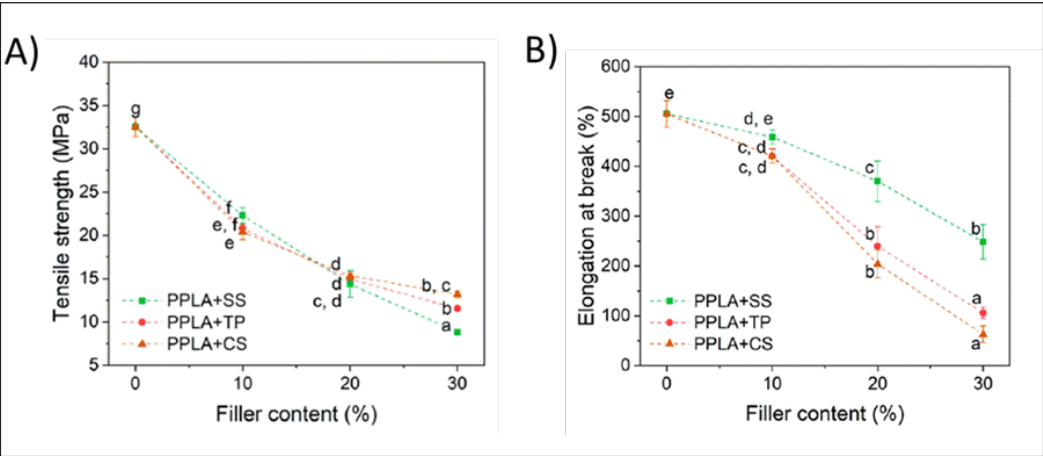 A)
Tensile strength (MPa)
40
35
30
25
20
15
10
5
0
10
20
30
Filler content (%)
g
f
e, f
e
d
d
c, d
b, c
b
a
PPLA+SS
PPLA+TP
PPLA+CS
B)
Elongation at break (%)
600
500
400
300
200
100
0
0
10
20
30
Filler content (%)
e
d, e
c, d
c, d
c
b
b
b
a
a
PPLA+SS
PPLA+TP
PPLA+CS